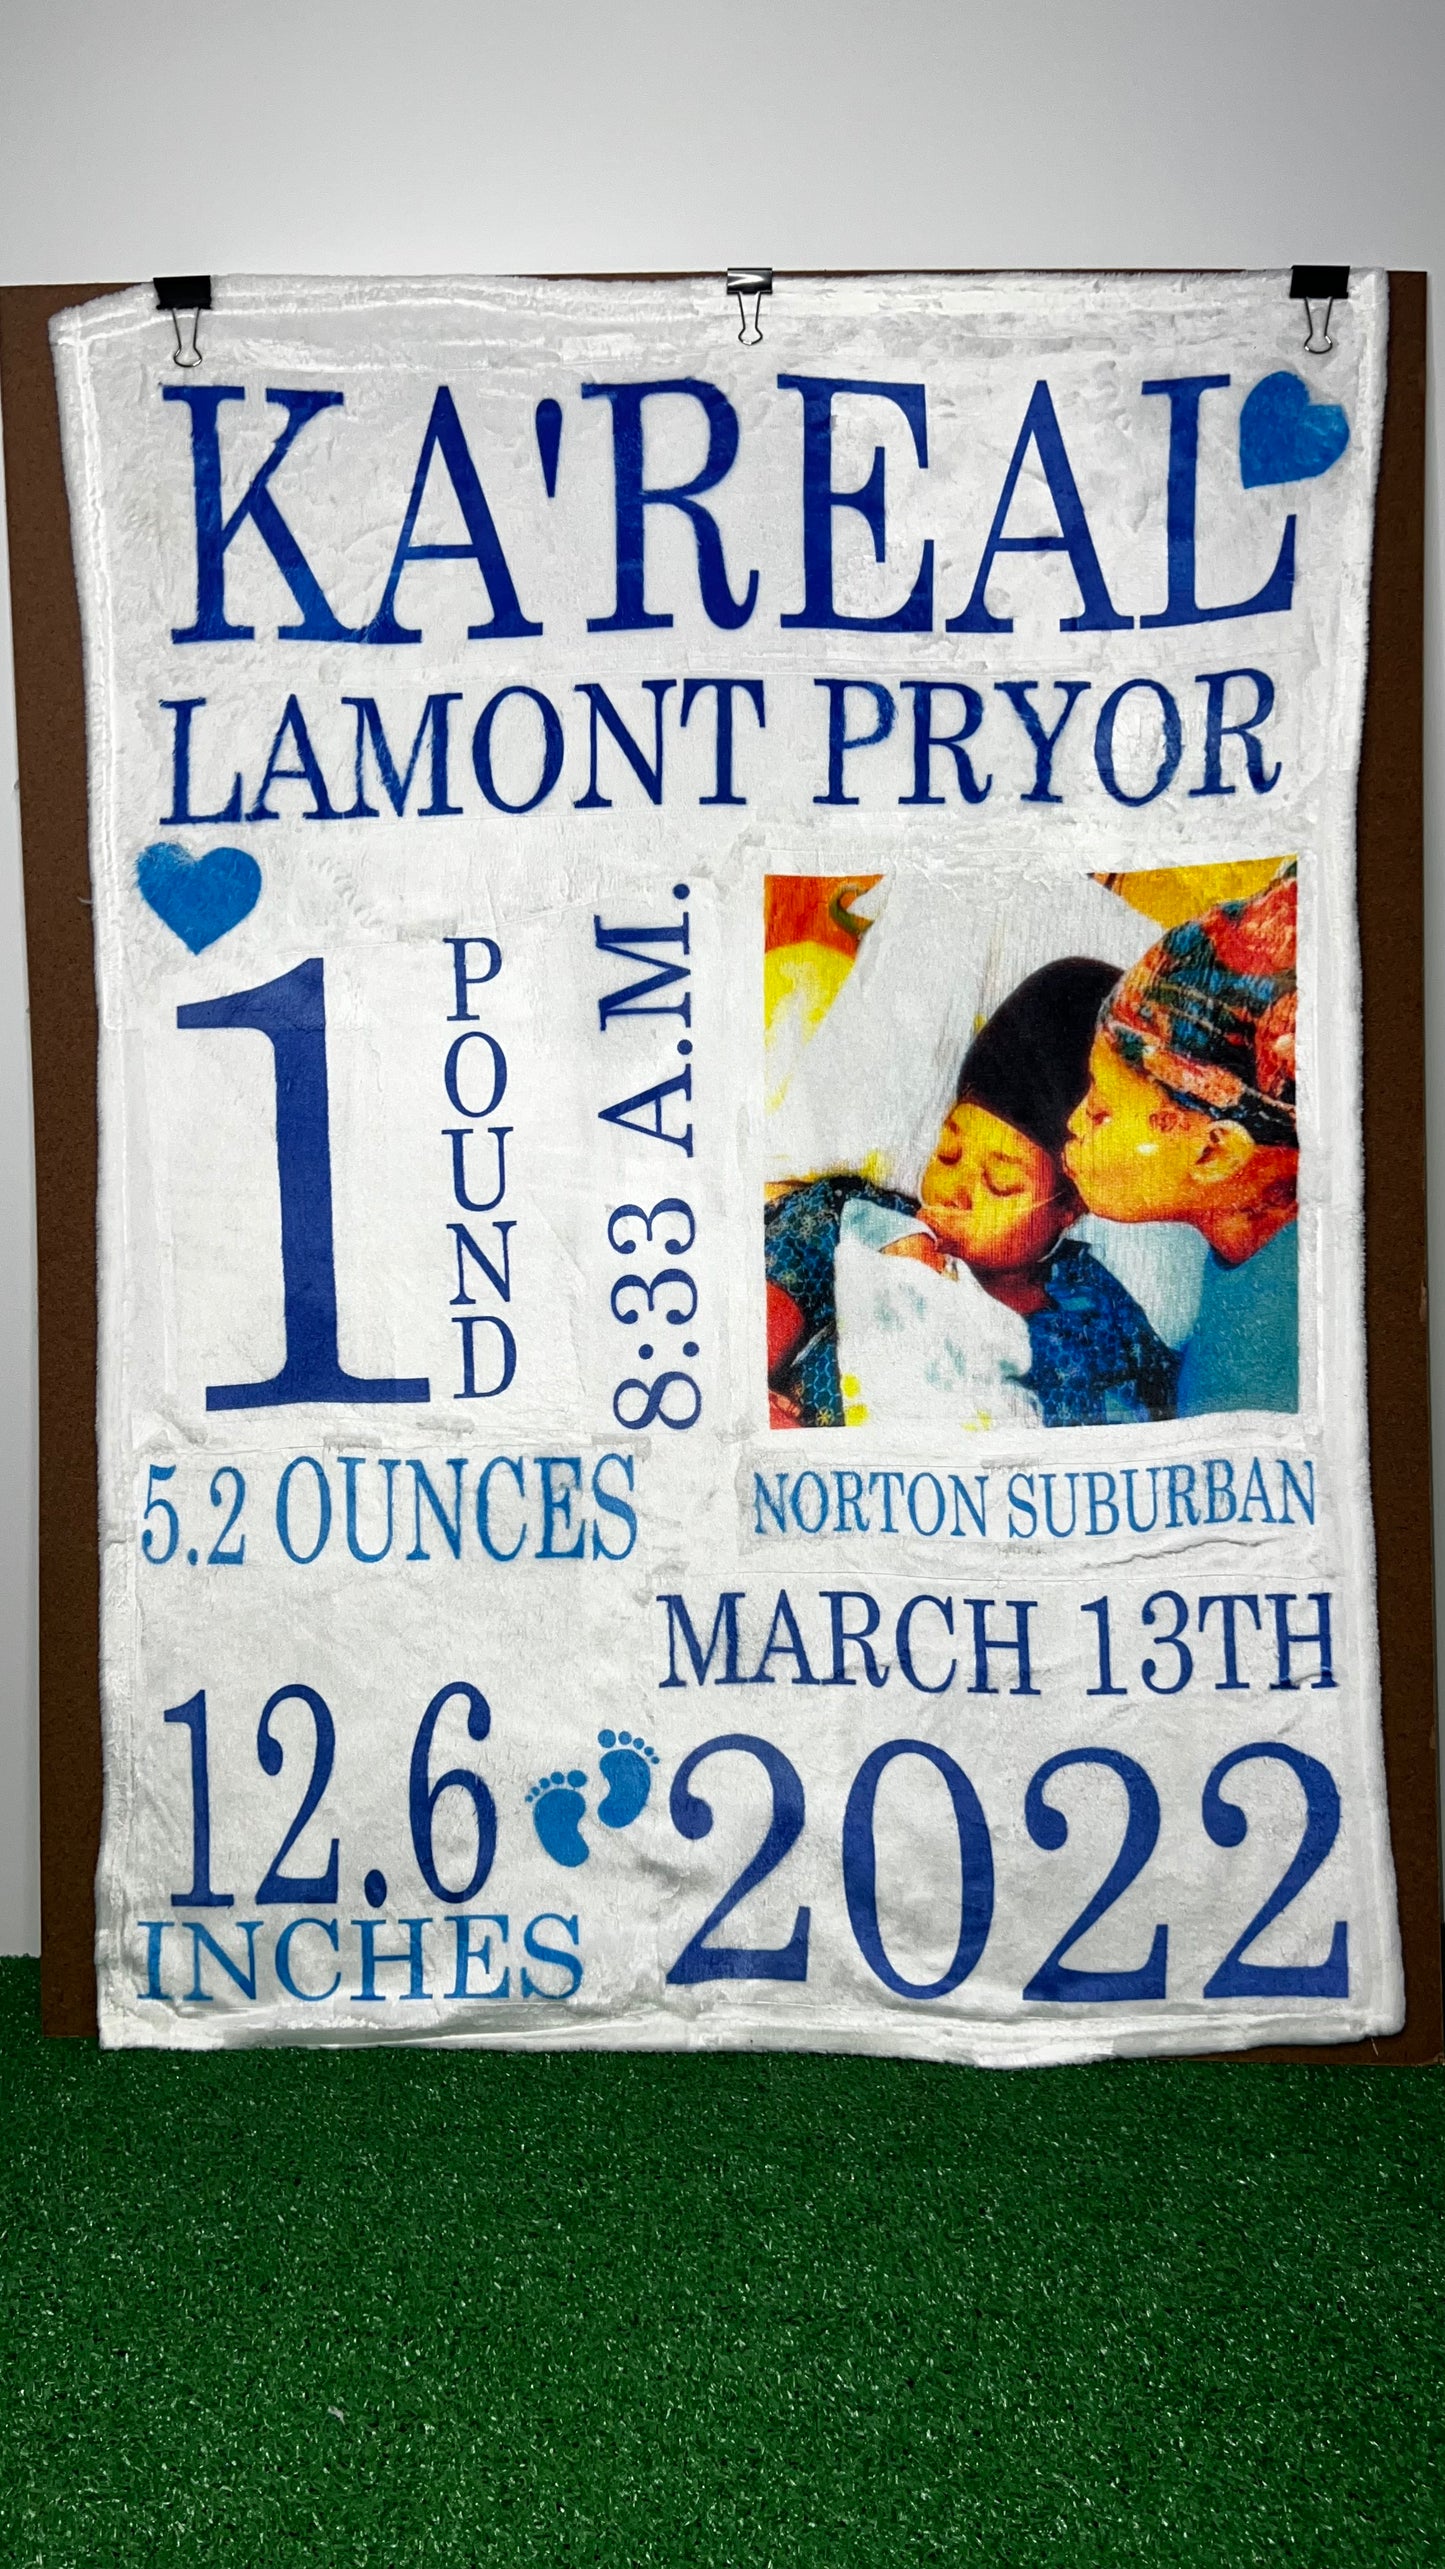 KA'REAL
LAMONT PRYOR
1
POUND
8:33 A.M.
5.2 OUNCES
NORTON SUBURBAN
MARCH 13TH
12.6
INCHES
2022